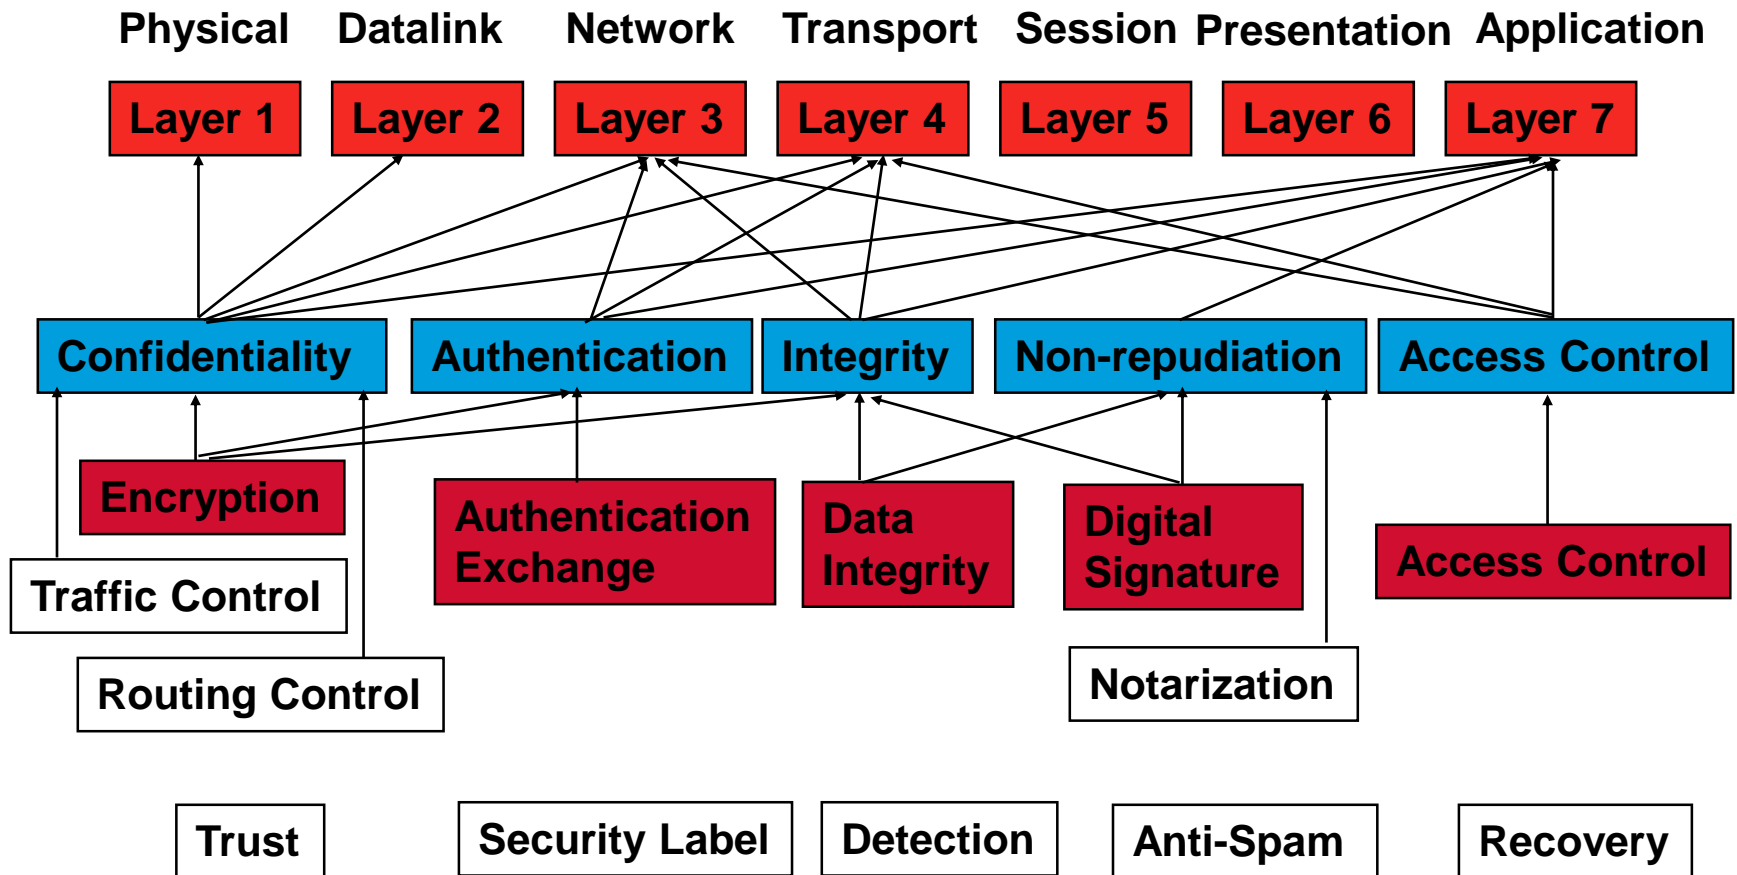 Physical Datalink Network Transport Session Presentation Application
Layer 1 Layer 2 Layer 3 Layer 4 Layer 5 Layer 6 Layer 7
Confidentiality Authentication Integrity Non-repudiation Access Control
Encryption
Authentication
Exchange
Data
Integrity
Digital
Signature
Access Control
Traffic Control
Routing Control
Notarization
Trust Security Label Detection Anti-Spam Recovery